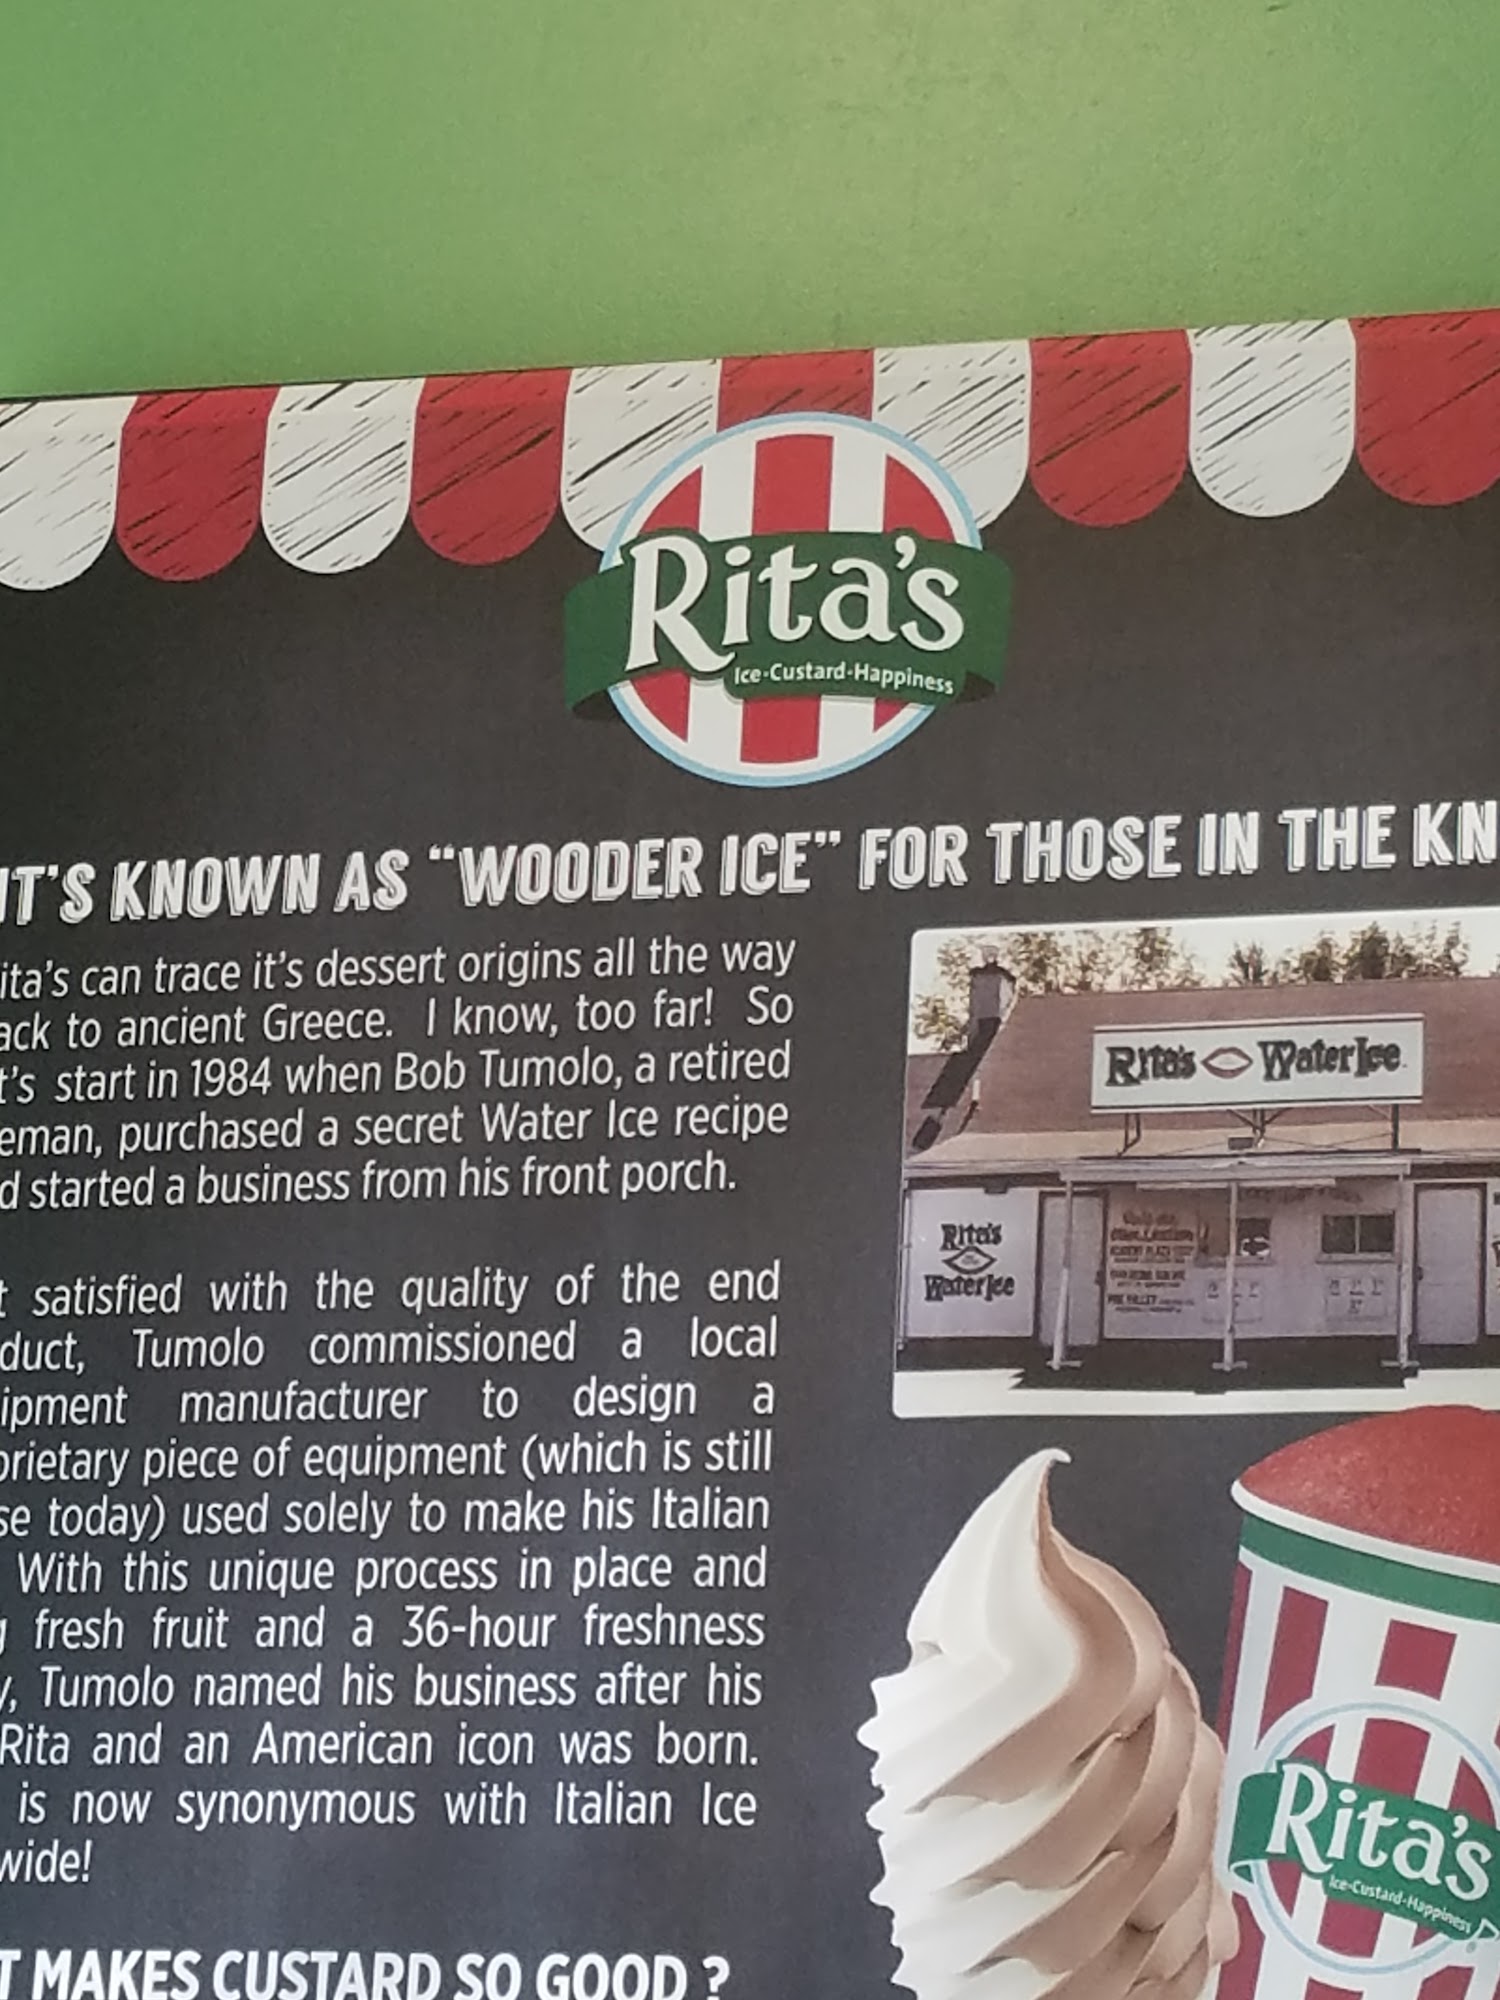 Rita's
Ice-Custard-Happiness
IT'S KNOWN AS "WOODER ICE" FOR THOSE IN THE KN
ita's can trace it's dessert origins all the way
ack to ancient Greece. I know, too far! So
t's start in 1984 when Bob Tumolo, a retired
eman, purchased a secret Water Ice recipe
d started a business from his front porch.
t satisfied with the quality of the end
duct, Tumolo commissioned a local
ipment manufacturer to design a
prietary piece of equipment (which is still
se today) used solely to make his Italian
With this unique process in place and
g fresh fruit and a 36-hour freshness
y, Tumolo named his business after his
Rita and an American icon was born.
is now synonymous with Italian Ice
wide!
T MAKES CUSTARD SO GOOD ?
Rita's Water Ice
Rita's
Water Ice
Rita's
Ice-Custard-Happiness